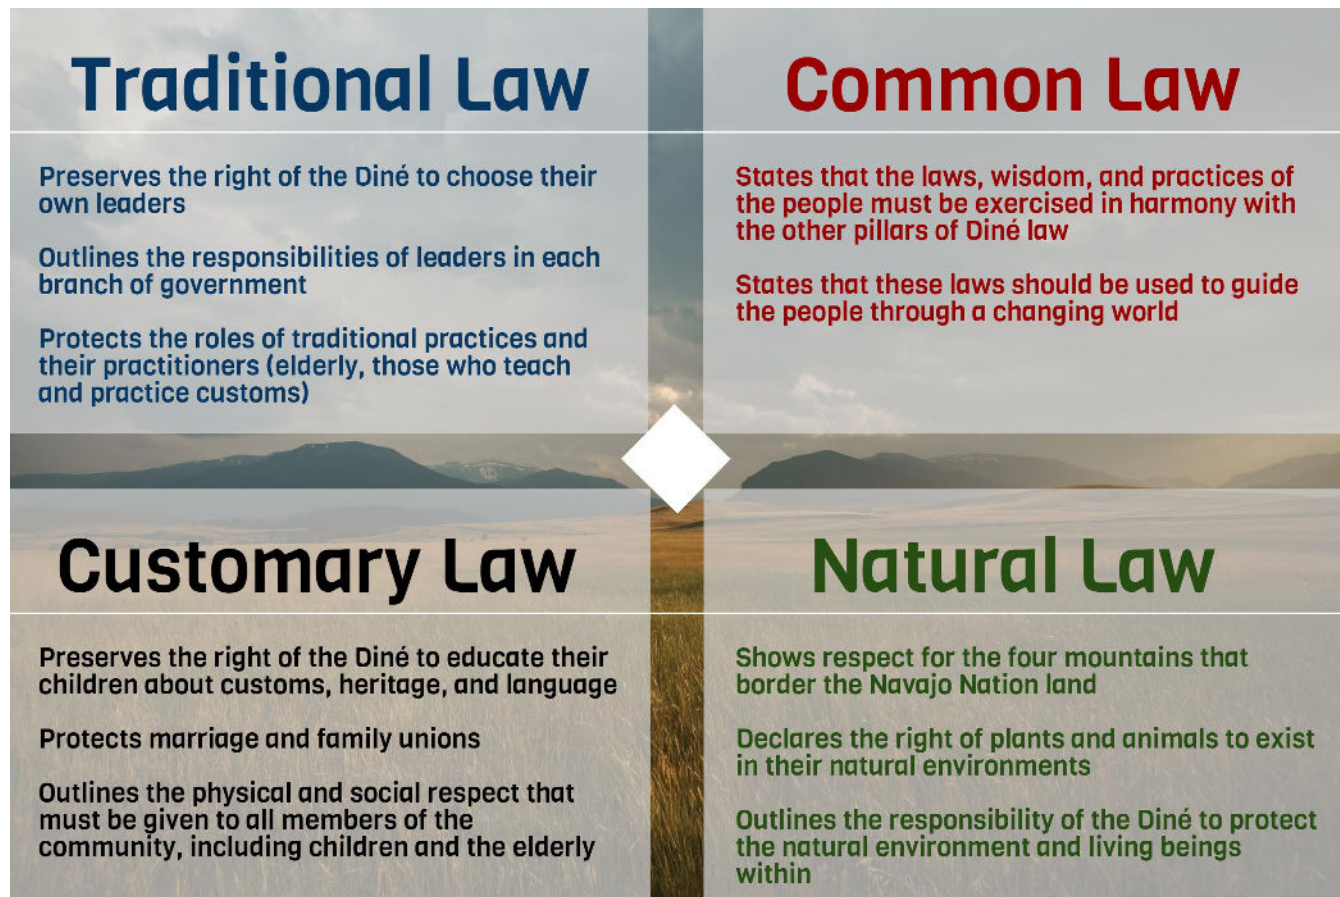 Traditional Law
Preserves the right of the Diné to choose their
own leaders
Outlines the responsibilities of leaders in each
branch of government
Protects the roles of traditional practices and
their practitioners (elderly, those who teach
and practice customs)
Common Law
States that the laws, wisdom, and practices of
the people must be exercised in harmony with
the other pillars of Diné law
States that these laws should be used to guide
the people through a changing world
Customary Law
Preserves the right of the Diné to educate their
children about customs, heritage, and language
Protects marriage and family unions
Outlines the physical and social respect that
must be given to all members of the
community, including children and the elderly
Natural Law
Shows respect for the four mountains that
border the Navajo Nation land
Declares the right of plants and animals to exist
in their natural environments
Outlines the responsibility of the Diné to protect
the natural environment and living beings
within